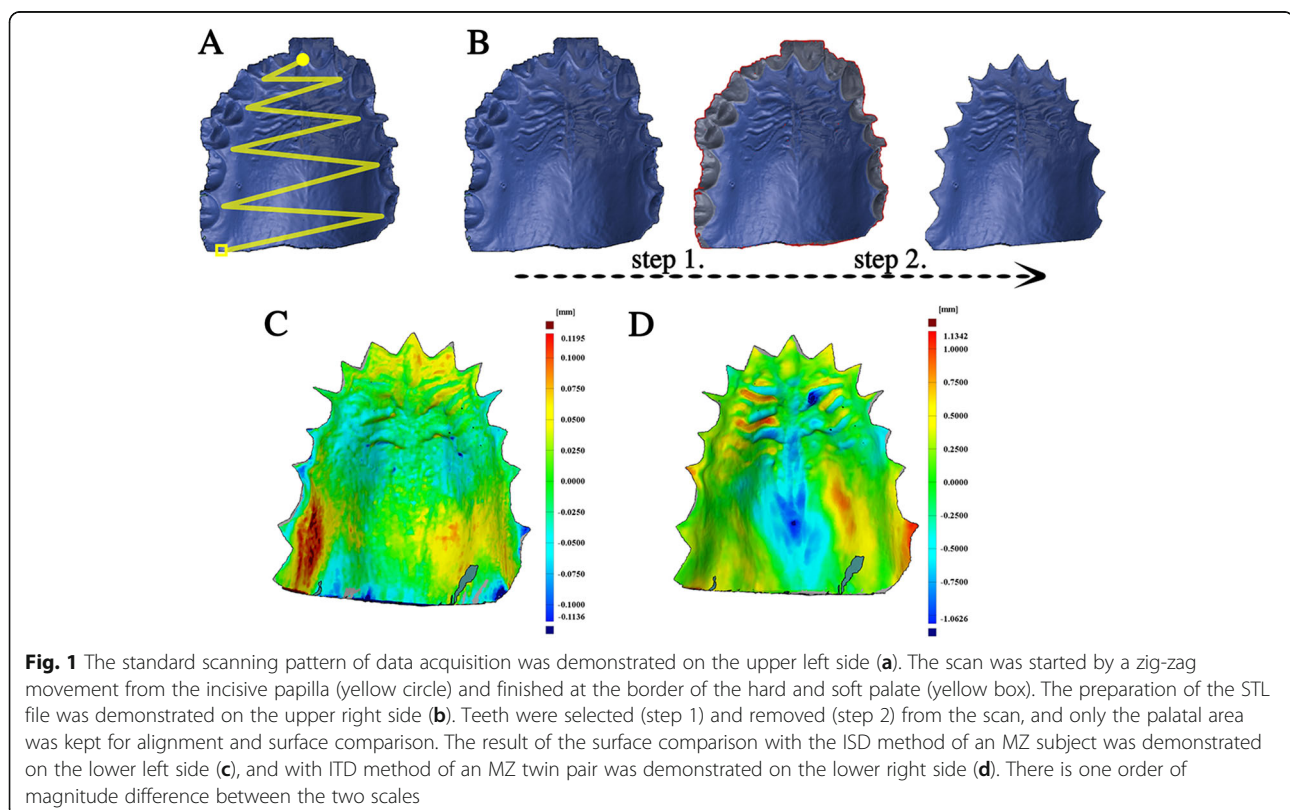 A
B
step 1.
step 2.
C
[mm]
0.1195
0.1000
0.0750
0.0500
0.0250
0.0000
-0.0250
-0.0500
-0.0750
-0.1000
-0.1136
D
[mm]
1.1342
1.0000
0.7500
0.5000
0.2500
0.0000
-0.2500
-0.5000
-0.7500
-1.0626
Fig. 1 The standard scanning pattern of data acquisition was demonstrated on the upper left side (a). The scan was started by a zig-zag
movement from the incisive papilla (yellow circle) and finished at the border of the hard and soft palate (yellow box). The preparation of the STL
file was demonstrated on the upper right side (b). Teeth were selected (step 1) and removed (step 2) from the scan, and only the palatal area
was kept for alignment and surface comparison. The result of the surface comparison with the ISD method of an MZ subject was demonstrated
on the lower left side (c), and with ITD method of an MZ twin pair was demonstrated on the lower right side (d). There is one order of
magnitude difference between the two scales